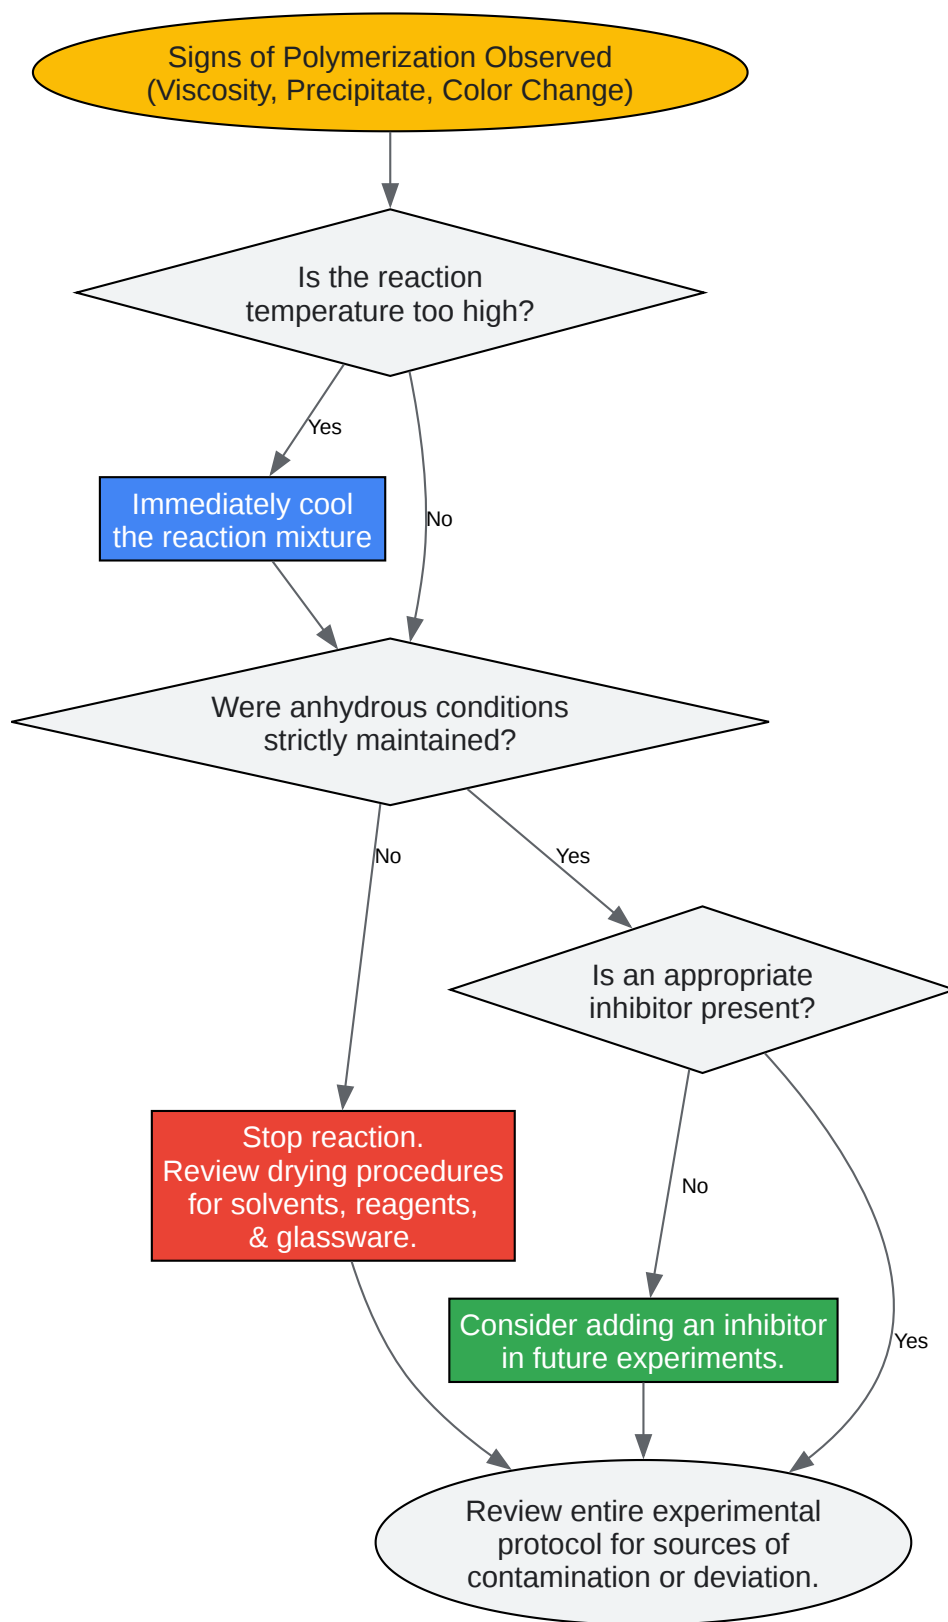 Signs of Polymerization Observed
(Viscosity, Precipitate, Color Change)
Is the reaction
temperature too high?
Yes
No
Immediately cool
the reaction mixture
Were anhydrous conditions
strictly maintained?
No
Yes
Is an appropriate
inhibitor present?
Stop reaction.
Review drying procedures
for solvents, reagents,
& glassware.
No
Yes
Consider adding an inhibitor
in future experiments.
Review entire experimental
protocol for sources of
contamination or deviation.